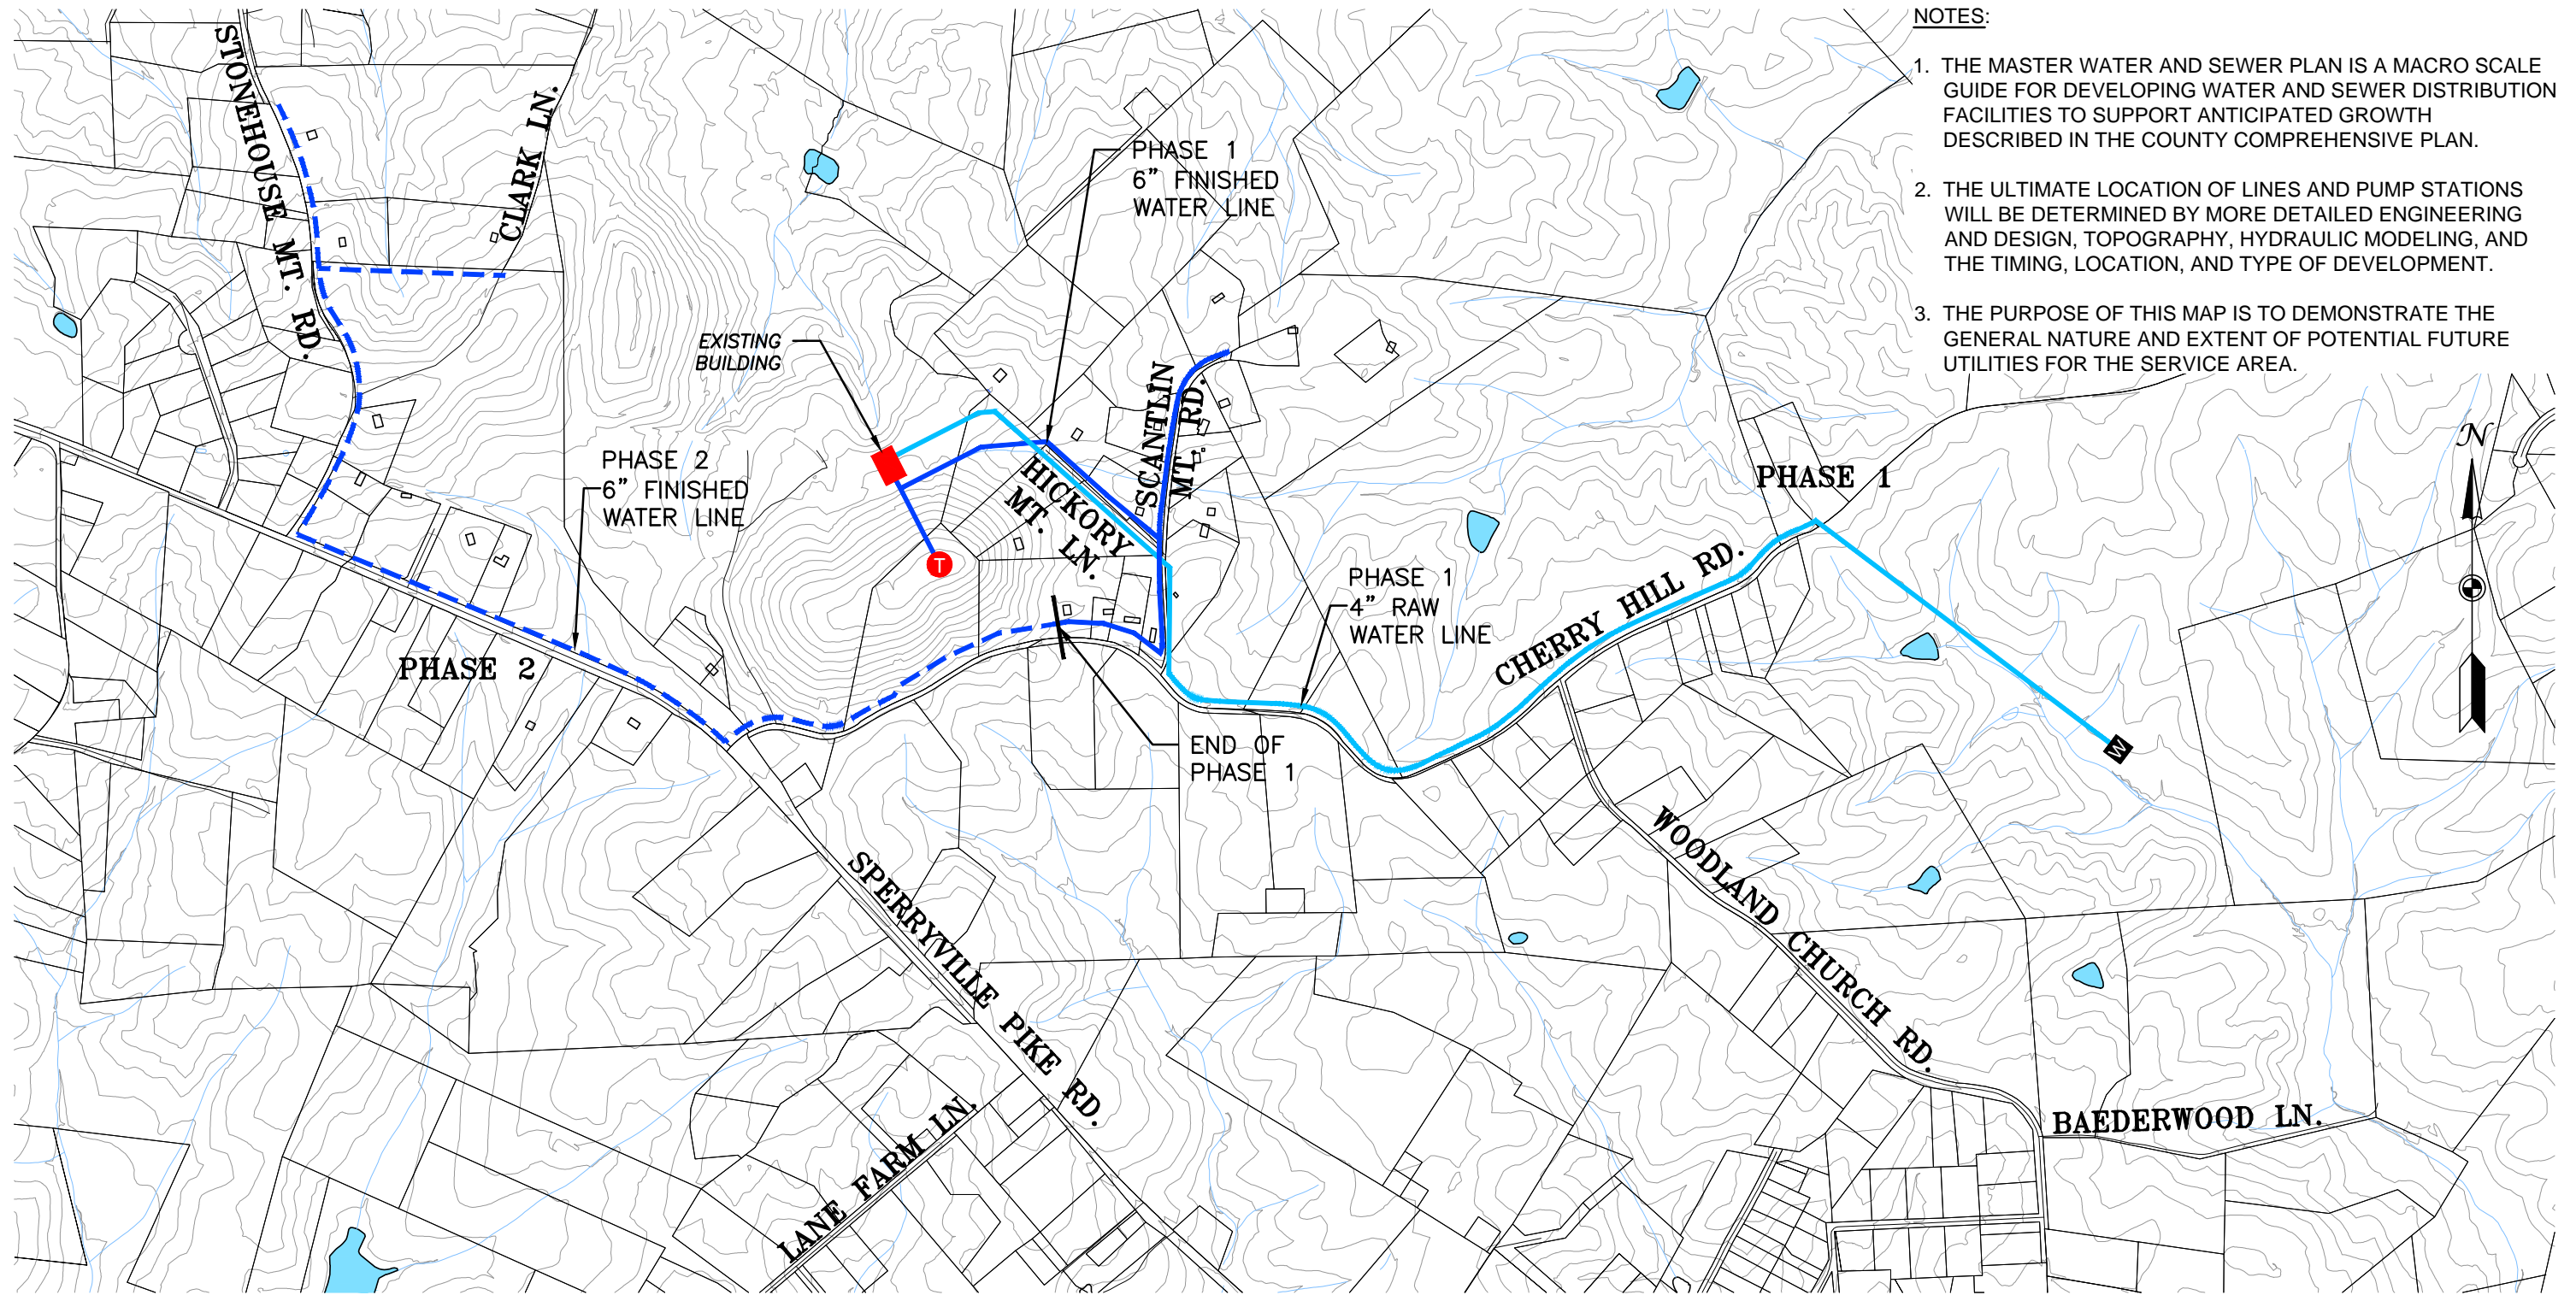 NOTES:
1. THE MASTER WATER AND SEWER PLAN IS A MACRO SCALE
GUIDE FOR DEVELOPING WATER AND SEWER DISTRIBUTION
FACILITIES TO SUPPORT ANTICIPATED GROWTH
DESCRIBED IN THE COUNTY COMPREHENSIVE PLAN.
2. THE ULTIMATE LOCATION OF LINES AND PUMP STATIONS
WILL BE DETERMINED BY MORE DETAILED ENGINEERING
AND DESIGN, TOPOGRAPHY, HYDRAULIC MODELING, AND
THE TIMING, LOCATION, AND TYPE OF DEVELOPMENT.
3. THE PURPOSE OF THIS MAP IS TO DEMONSTRATE THE
GENERAL NATURE AND EXTENT OF POTENTIAL FUTURE
UTILITIES FOR THE SERVICE AREA.
STONEHOUSE MT. RD.
CLARK LN.
PHASE 1
6" FINISHED
WATER LINE
EXISTING
BUILDING
SCANTLIN
MT. RD.
HICKORY
MT. LN.
PHASE 2
6" FINISHED
WATER LINE
PHASE 1
N
T
PHASE 1
4" RAW
WATER LINE
CHERRY HILL RD.
PHASE 2
END OF
PHASE 1
W
WOODLAND CHURCH RD.
SPERRYVILLE PIKE RD.
LANE FARM LN.
BAEDERWOOD LN.